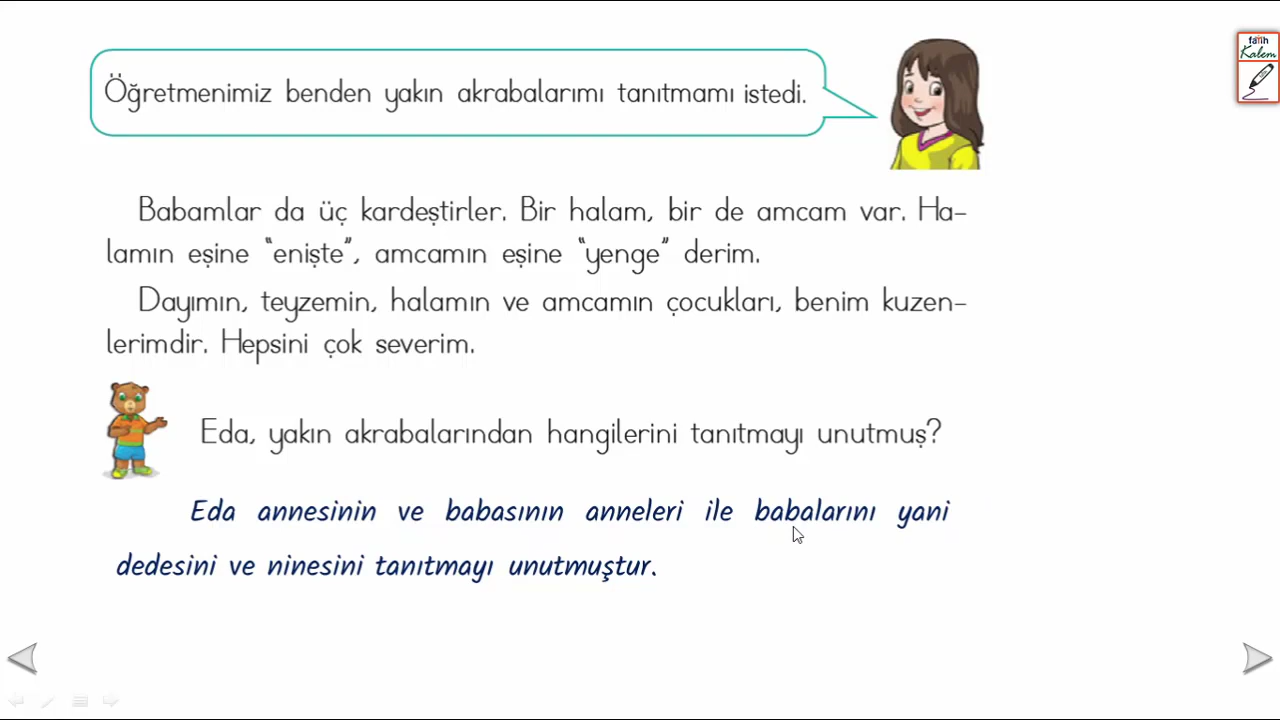 fatih
Kalem
Öğretmenimiz benden yakın akrabalarımı tanıtmamı istedi.
Babamlar da üç kardeştirler. Bir halam, bir de amcam var. Ha-
lamın eşine “enişte”, amcamın eşine “yenge” derim.
Dayımın, teyzemin, halamın ve amcamın çocukları, benim kuzen-
lerimdir. Hepsini çok severim.
Eda, yakın akrabalarından hangilerini tanıtmayı unutmuş?
Eda annesinin ve babasının anneleri ile babalarını yani
dedesini ve ninesini tanıtmayı unutmuştur.